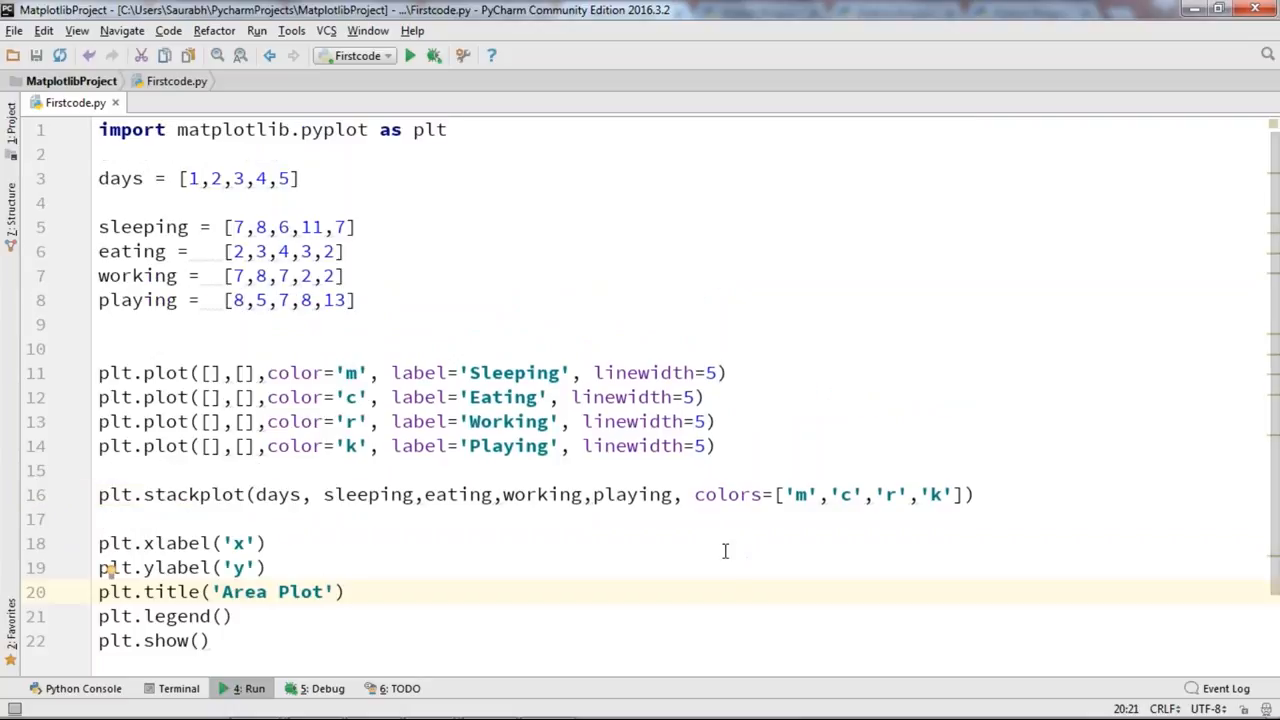 MatplotlibProject - [C:\Users\Saurabh\PycharmProjects\MatplotlibProject] - ...\Firstcode.py - PyCharm Community Edition 2016.3.2
File Edit View Navigate Code Refactor Run Tools VCS Window Help
Firstcode
MatplotlibProject Firstcode.py
Firstcode.py
1: Project
7: Structure
2: Favorites
1 import matplotlib.pyplot as plt
2
3 days = [1,2,3,4,5]
4
5 sleeping = [7,8,6,11,7]
6 eating =   [2,3,4,3,2]
7 working =  [7,8,7,2,2]
8 playing =  [8,5,7,8,13]
9
10
11 plt.plot([],[],color='m', label='Sleeping', linewidth=5)
12 plt.plot([],[],color='c', label='Eating', linewidth=5)
13 plt.plot([],[],color='r', label='Working', linewidth=5)
14 plt.plot([],[],color='k', label='Playing', linewidth=5)
15
16 plt.stackplot(days, sleeping,eating,working,playing, colors=['m','c','r','k'])
17
18 plt.xlabel('x')
19 plt.ylabel('y')
20 plt.title('Area Plot')
21 plt.legend()
22 plt.show()
Python Console Terminal 4: Run 5: Debug 6: TODO Event Log
20:21 CRLF÷ UTF-8÷